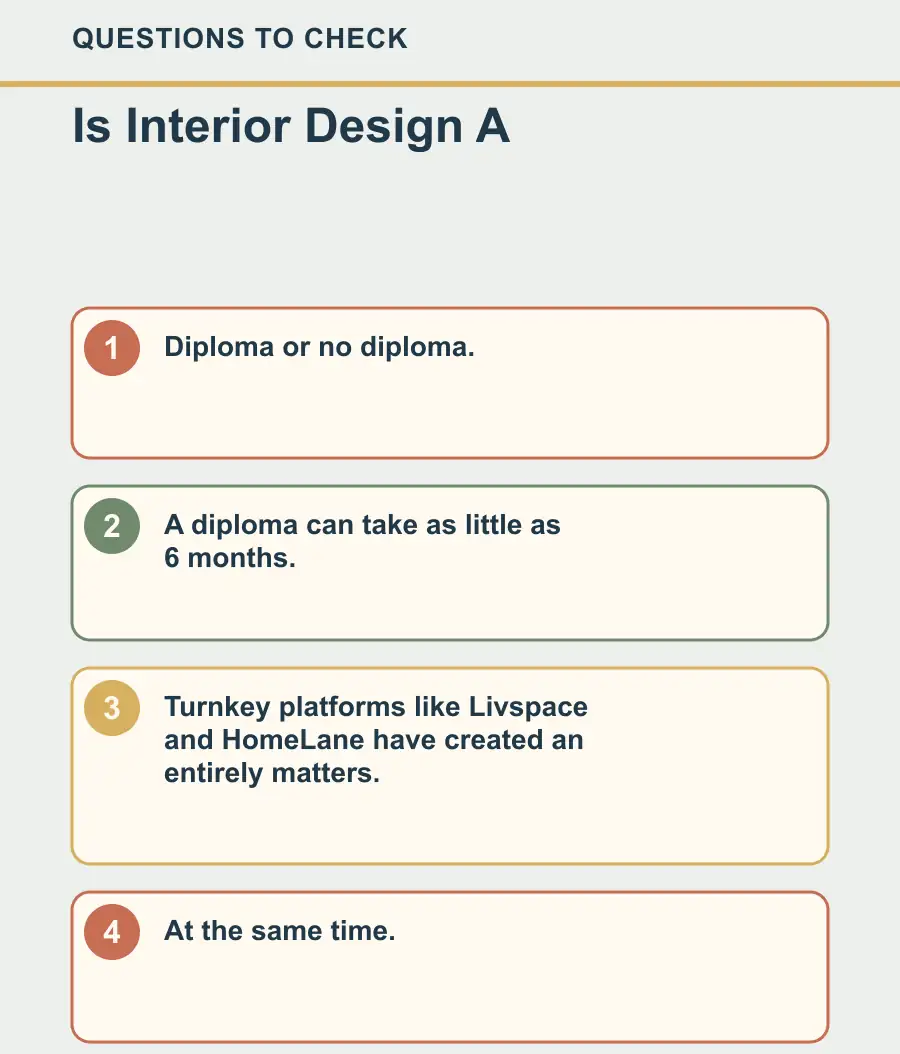 QUESTIONS TO CHECK
Is Interior Design A
1 Diploma or no diploma.
2 A diploma can take as little as
6 months.
3 Turnkey platforms like Livspace
and HomeLane have created an
entirely matters.
4 At the same time.